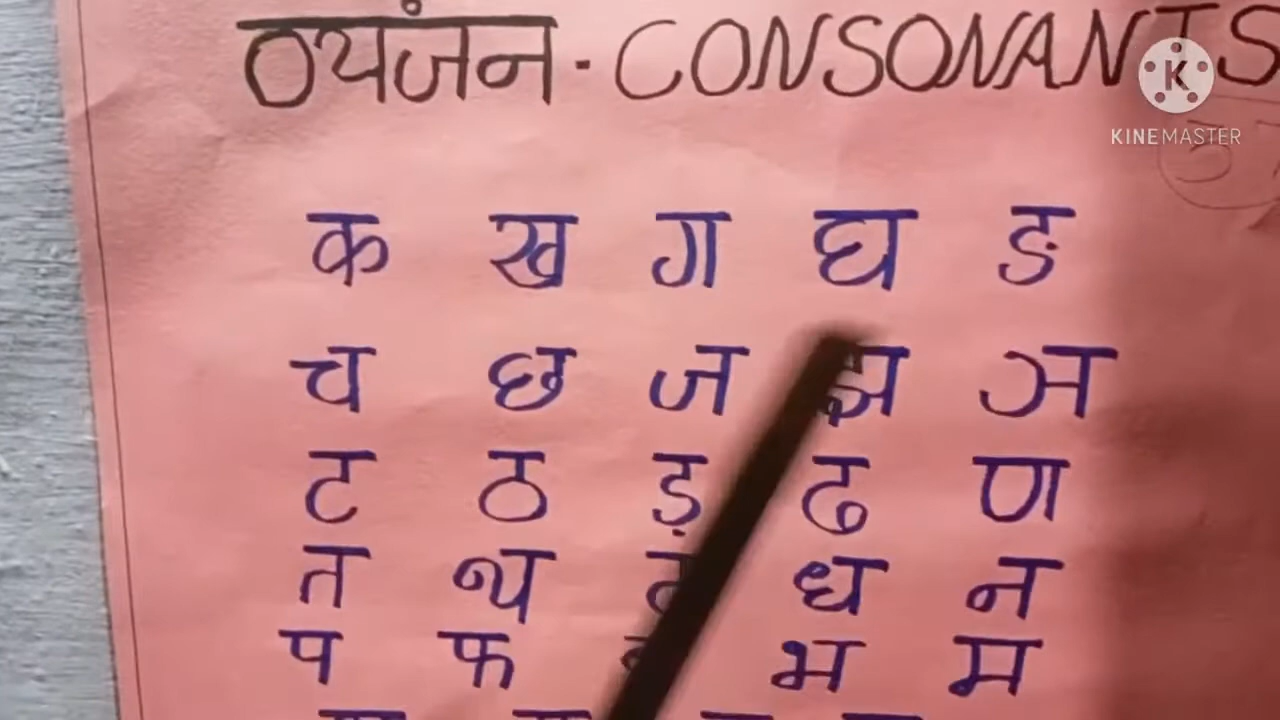 व्यंजन - CONSONANTS
KINEMASTER
क ख ग घ ङ
च छ ज झ ञ
ट ठ ड़ ढ ण
त थ द ध न
प फ भ म